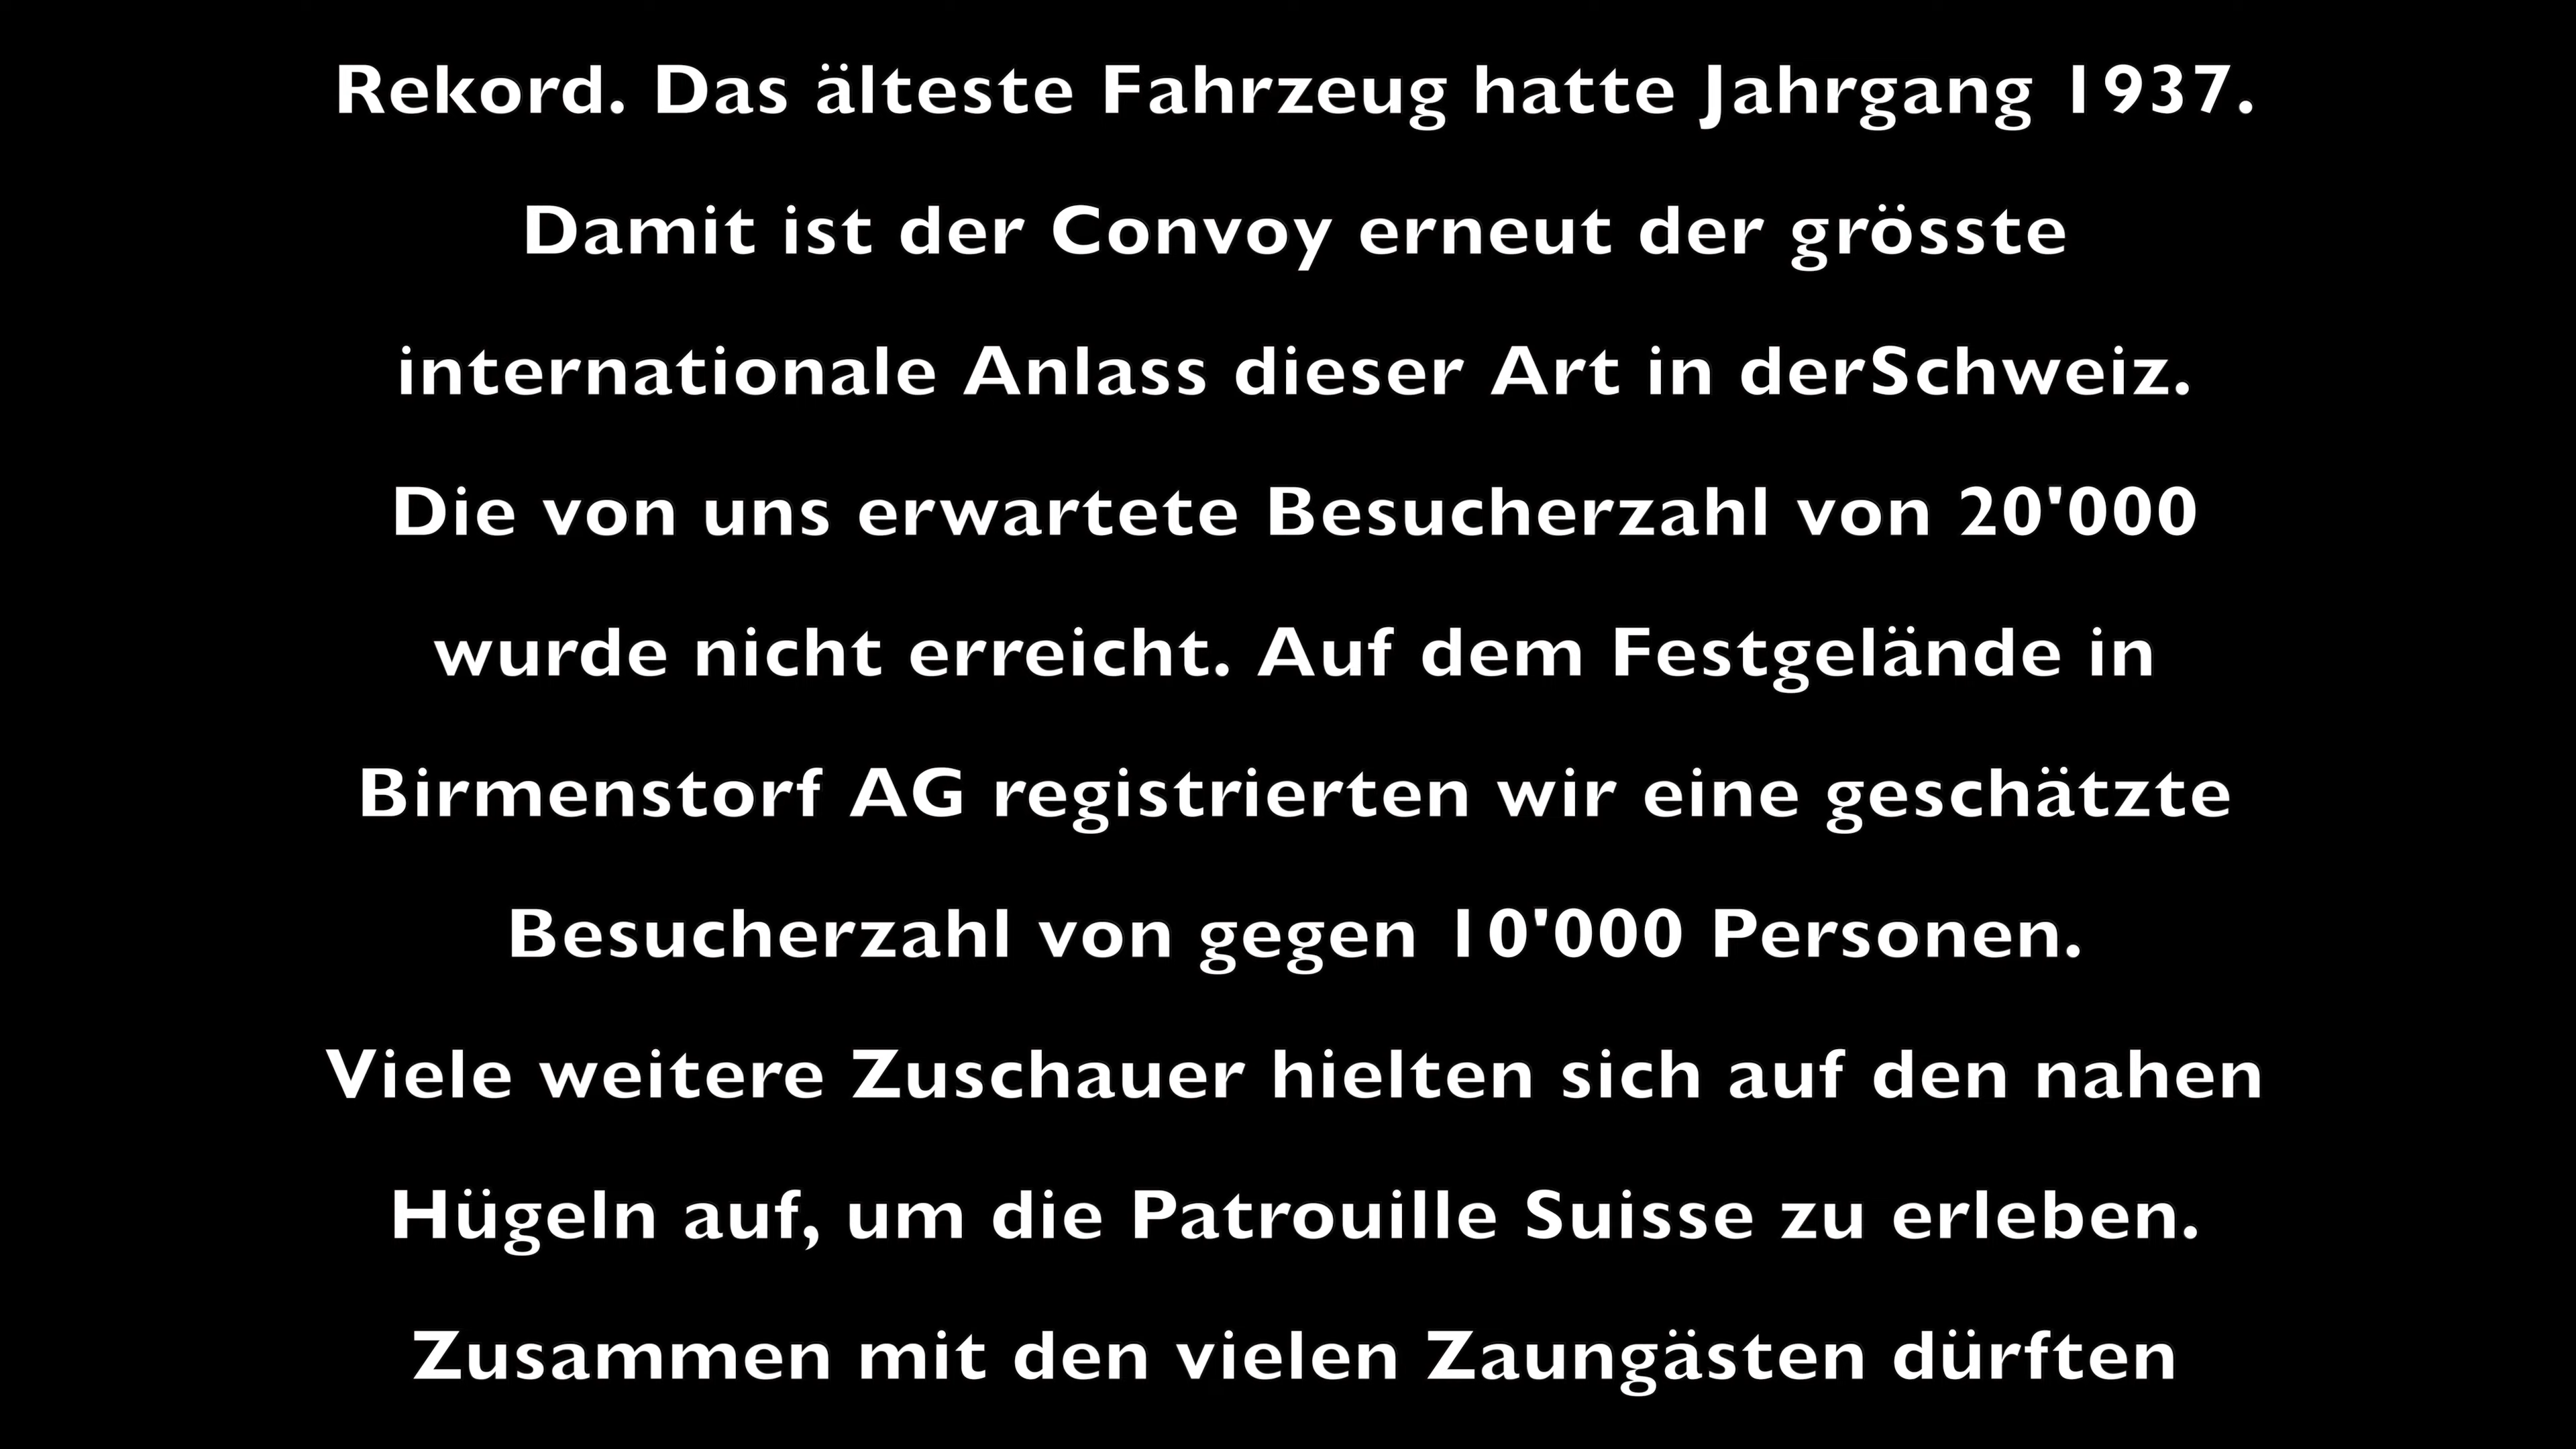 Rekord. Das älteste Fahrzeug hatte Jahrgang 1937.
Damit ist der Convoy erneut der grösste
internationale Anlass dieser Art in derSchweiz.
Die von uns erwartete Besucherzahl von 20'000
wurde nicht erreicht. Auf dem Festgelände in
Birmenstorf AG registrierten wir eine geschätzte
Besucherzahl von gegen 10'000 Personen.
Viele weitere Zuschauer hielten sich auf den nahen
Hügeln auf, um die Patrouille Suisse zu erleben.
Zusammen mit den vielen Zaungästen dürften